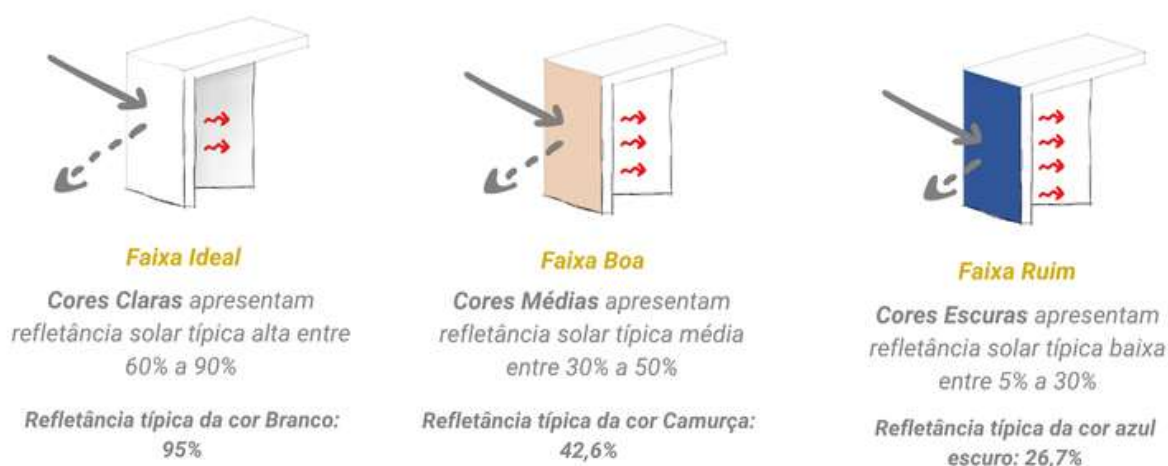 Faixa Ideal
Cores Claras apresentam
refletância solar típica alta entre
60% a 90%
Refletância típica da cor Branco:
95%
Faixa Boa
Cores Médias apresentam
refletância solar típica média
entre 30% a 50%
Refletância típica da cor Camurça:
42,6%
Faixa Ruim
Cores Escuras apresentam
refletância solar típica baixa
entre 5% a 30%
Refletância típica da cor azul
escuro: 26,7%